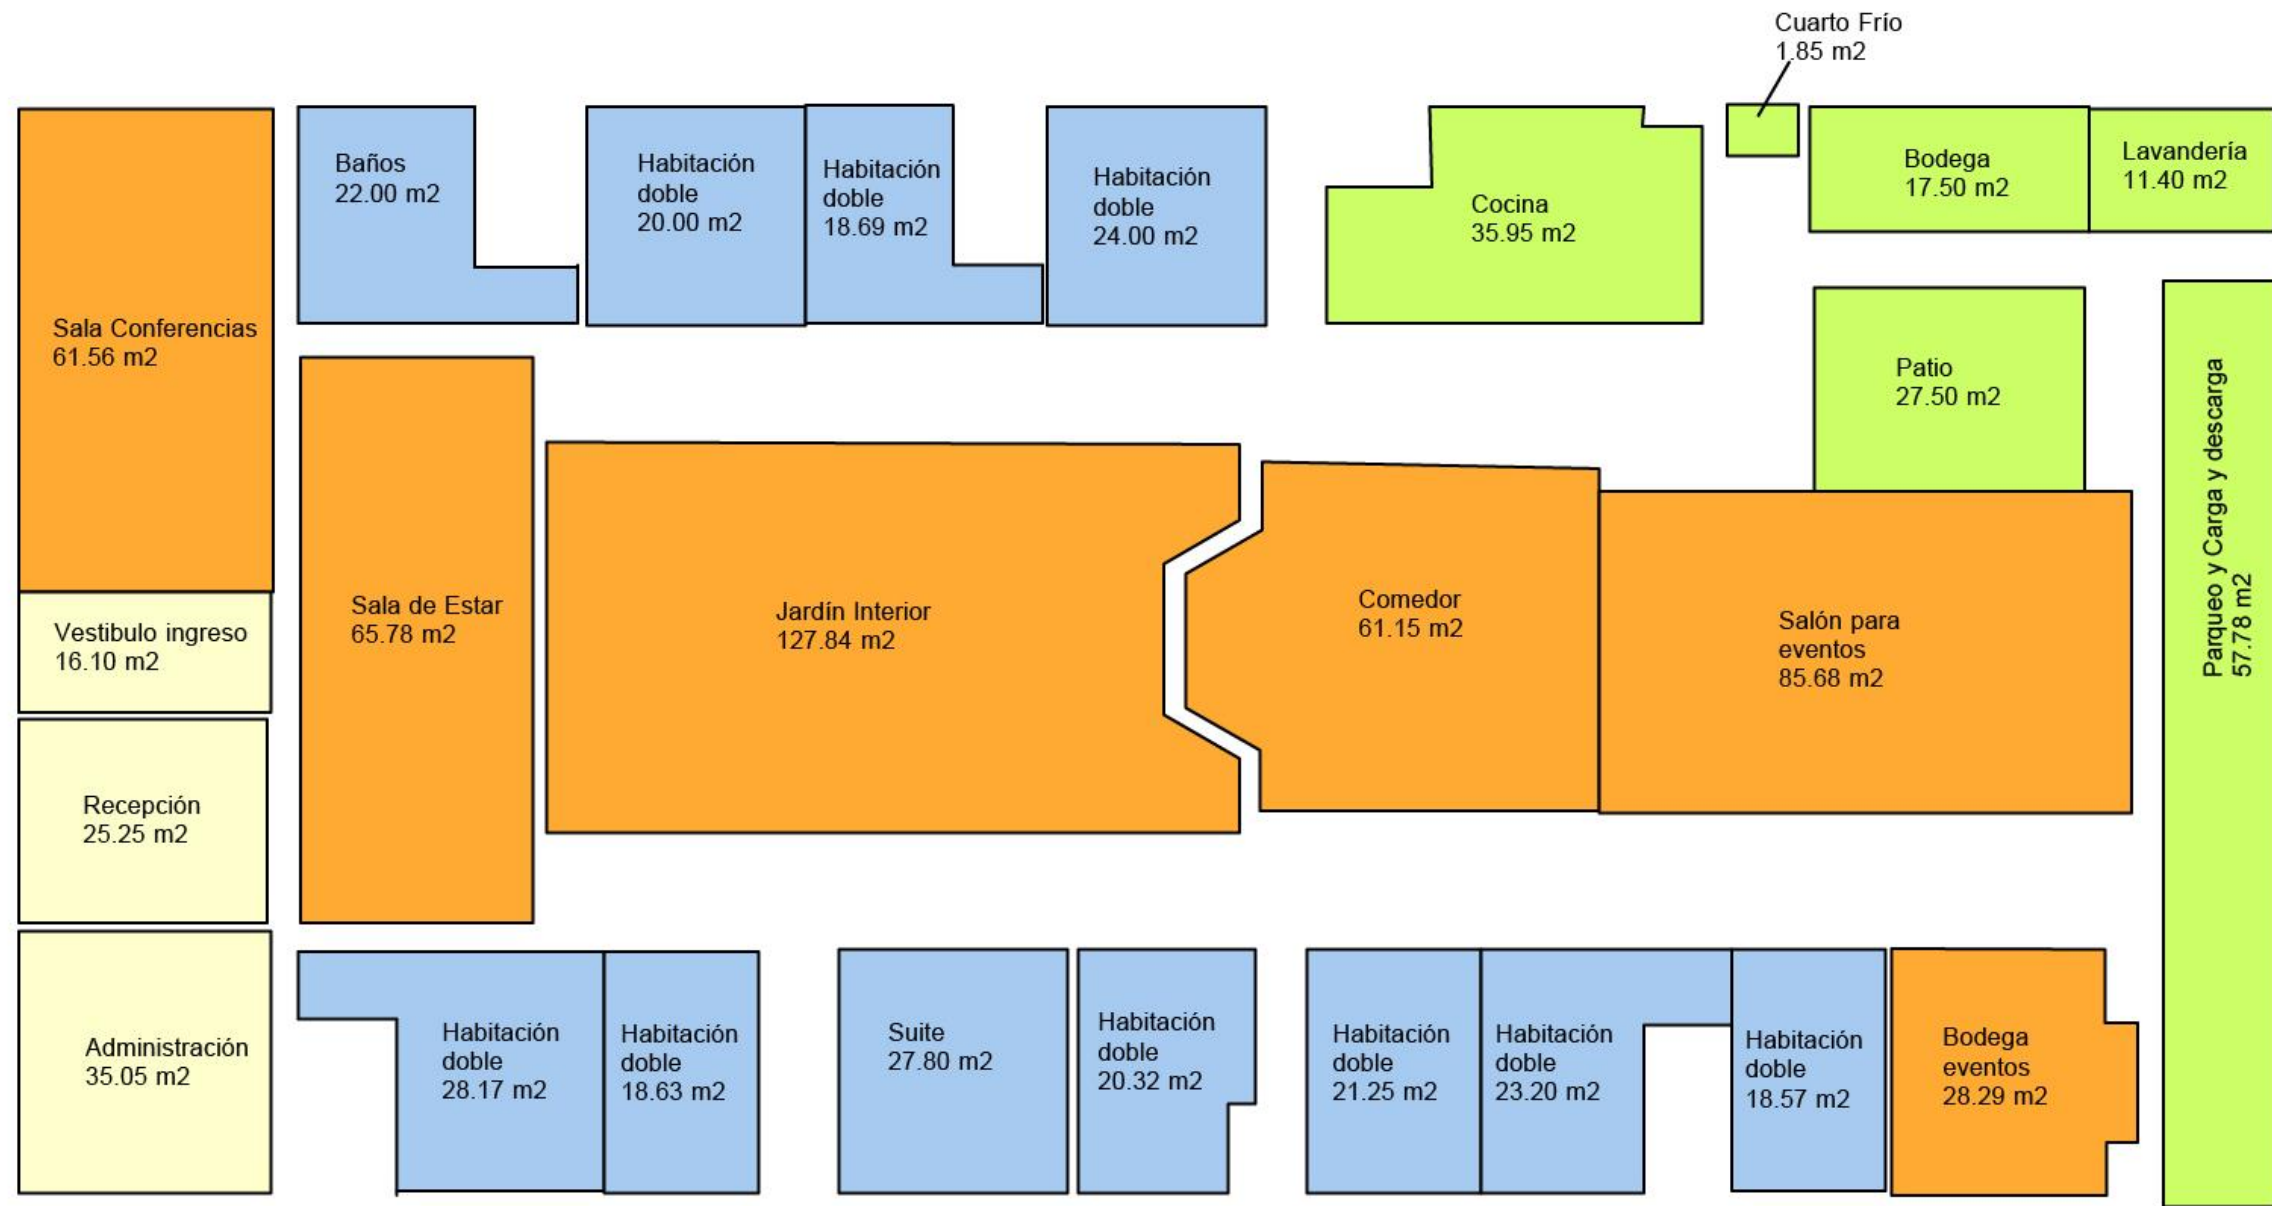 Cuarto Frío
1.85 m2
Baños
22.00 m2
Habitación
doble
20.00 m2
Habitación
doble
18.69 m2
Habitación
doble
24.00 m2
Cocina
35.95 m2
Bodega
17.50 m2
Lavandería
11.40 m2
Sala Conferencias
61.56 m2
Patio
27.50 m2
Parqueo y Carga y descarga
57.78 m2
Vestibulo ingreso
16.10 m2
Sala de Estar
65.78 m2
Jardín Interior
127.84 m2
Comedor
61.15 m2
Salón para
eventos
85.68 m2
Recepción
25.25 m2
Administración
35.05 m2
Habitación
doble
28.17 m2
Habitación
doble
18.63 m2
Suite
27.80 m2
Habitación
doble
20.32 m2
Habitación
doble
21.25 m2
Habitación
doble
23.20 m2
Habitación
doble
18.57 m2
Bodega
eventos
28.29 m2